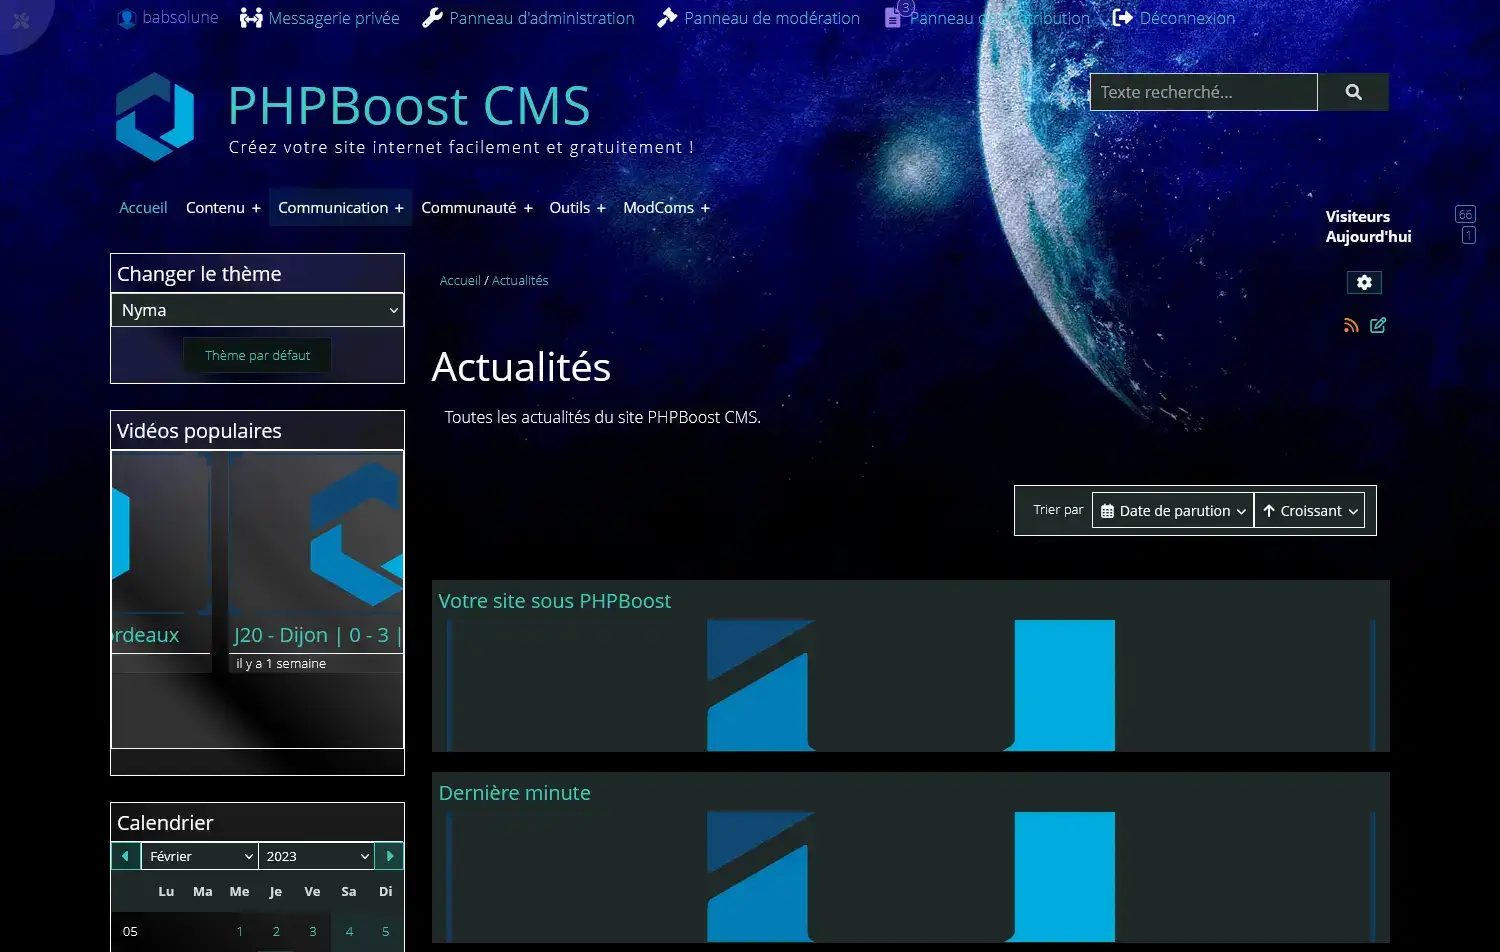 babsolune Messagerie privée Panneau d'administration Panneau de modération 3 Panneau de contribution Déconnexion
PHPBoost CMS
Créez votre site internet facilement et gratuitement !
Texte recherché...
Accueil Contenu + Communication + Communauté + Outils + ModComs +
Visiteurs 66
Aujourd'hui 1
Changer le thème
Nyma
Thème par défaut
Accueil / Actualités
Actualités
Toutes les actualités du site PHPBoost CMS.
Vidéos populaires
ordeaux J20 - Dijon | 0 - 3 |
il y a 1 semaine
Trier par Date de parution Croissant
Votre site sous PHPBoost
Dernière minute
Calendrier
Février 2023
Lu Ma Me Je Ve Sa Di
05 1 2 3 4 5